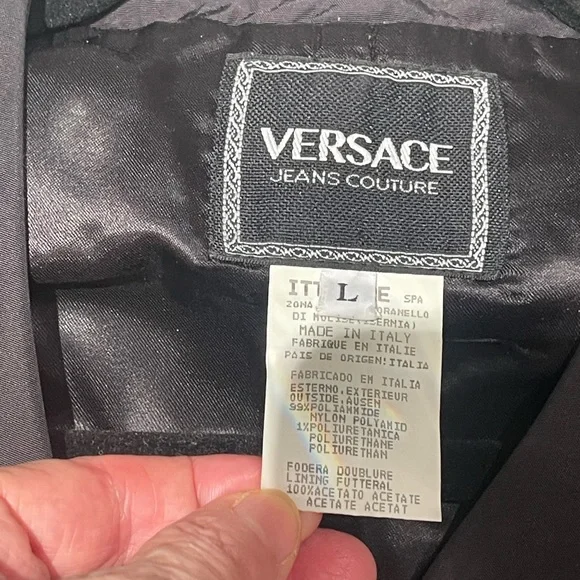 VERSACE
JEANS COUTURE
L
SPA
DI MOLISE (ISERNIA)
MADE IN ITALY
FABRIQUE EN ITALIE
PAIS DE ORIGEN:ITALIA
FABRICADO EM ITALIA
ESTERNO.EXTERIEUR
OUTSIDE.AUSEN
99%POLIAMMIDE
NYLON POLYAMID
1%POLIURETANICA
POLIURETHANE
POLIURETHAN
FODERA DOUBLURE
LINING FUTTERAL
100%ACETATO ACETATE
ACETATE ACETAT